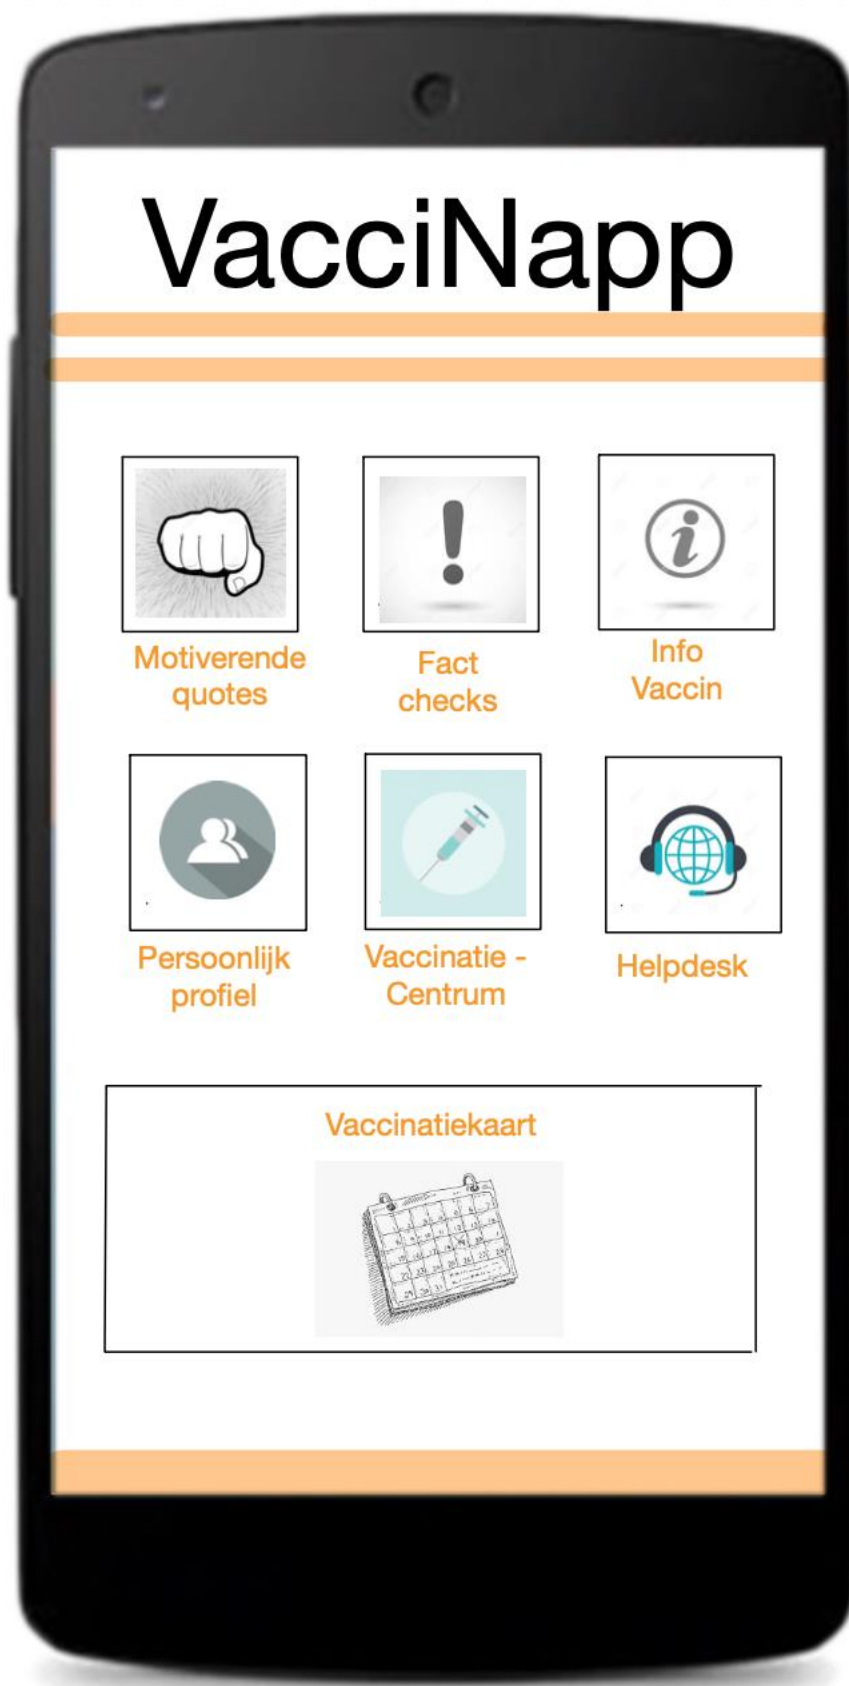 VacciNapp
Motiverende
quotes
Fact
checks
Info
Vaccin
Persoonlijk
profiel
Vaccinatie -
Centrum
Helpdesk
Vaccinatiekaart